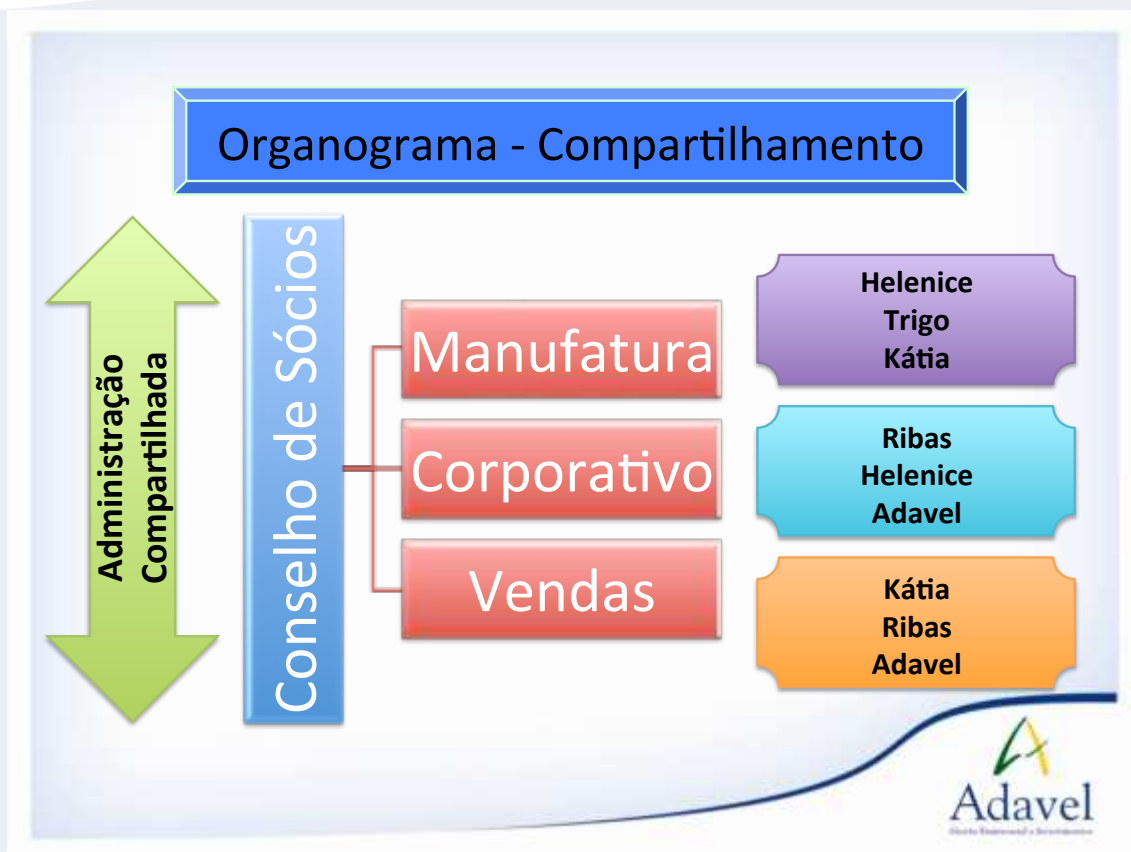 Organograma - Compartilhamento
Administração
Compartilhada
Conselho de Sócios
Manufatura
Corporativo
Vendas
Helenice
Trigo
Kátia
Ribas
Helenice
Adavel
Kátia
Ribas
Adavel
Adavel